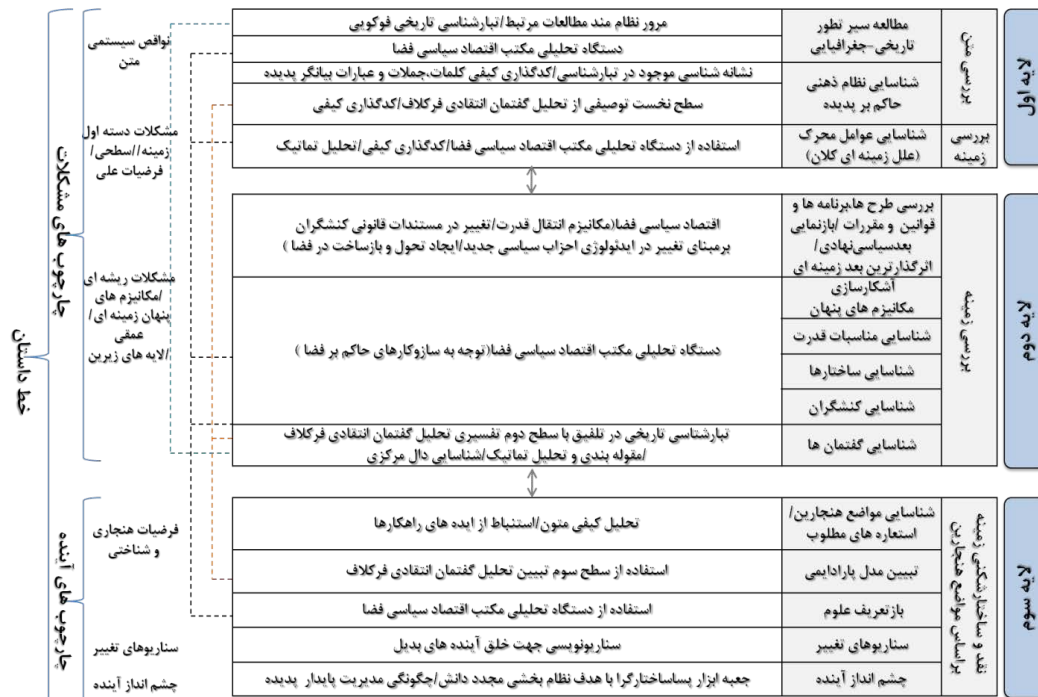 لایه اول
بررسی متن
مطالعه سیر تطور
تاریخی-جغرافیایی
مرور نظام مند مطالعات مرتبط/تبارشناسی تاریخی فوکویی
دستگاه تحلیلی مکتب اقتصاد سیاسی فضا
شناسایی نظام ذهنی
حاکم بر پدیده
نشانه شناسی موجود در تبارشناسی/کدگذاری کیفی کلمات،جملات و عبارات بیانگر پدیده
سطح نخست توصیفی از تحلیل گفتمان انتقادی فرکلاف/کدگذاری کیفی
بررسی
زمینه
شناسایی عوامل محرک
(علل زمینه ای کلان)
استفاده از دستگاه تحلیلی مکتب اقتصاد سیاسی فضا/کدگذاری کیفی/تحلیل تماتیک
لایه دوم
بررسی زمینه
بررسی طرح ها،برنامه ها و
قوانین و مقررات /بازنمایی
بعدسیاسی‌نهادی/
اثرگذارترین بعد زمینه ای
اقتصاد سیاسی فضا(مکانیزم انتقال قدرت/تغییر در مستندات قانونی کنشگران
برمبنای تغییر در ایدئولوژی احزاب سیاسی جدید/ایجاد تحول و بازساخت در فضا )
آشکارسازی
مکانیزم های پنهان
شناسایی مناسبات قدرت
شناسایی ساختارها
شناسایی کنشگران
دستگاه تحلیلی مکتب اقتصاد سیاسی فضا(توجه به سازوکارهای حاکم بر فضا )
شناسایی گفتمان ها
تبارشناسی تاریخی در تلفیق با سطح دوم تفسیری تحلیل گفتمان انتقادی فرکلاف
/مقوله بندی و تحلیل تماتیک/شناسایی دال مرکزی
لایه سوم
نقد و ساختارشکنی زمینه
براساس مواضع هنجارین
شناسایی مواضع هنجارین/
استعاره های مطلوب
تحلیل کیفی متون/استنباط از ایده های راهکارها
تبیین مدل پارادایمی
استفاده از سطح سوم تبیین تحلیل گفتمان انتقادی فرکلاف
بازتعریف علوم
استفاده از دستگاه تحلیلی مکتب اقتصاد سیاسی فضا
سناریوهای تغییر
سناریونویسی جهت خلق آینده های بدیل
چشم انداز آینده
جعبه ابزار پساساختارگرا با هدف نظام بخشی مجدد دانش/چگونگی مدیریت پایدار پدیده
نواقص سیستمی
متن
مشکلات دسته اول
زمینه//سطحی/
فرضیات علی
مشکلات ریشه ای
/مکانیزم های
پنهان زمینه ای/
عمقی
/لایه های زیرین
فرضیات هنجاری
و شناختی
سناریوهای تغییر
چشم انداز آینده
چارچوب های مشکلات
چارچوب های آینده
خط داستان